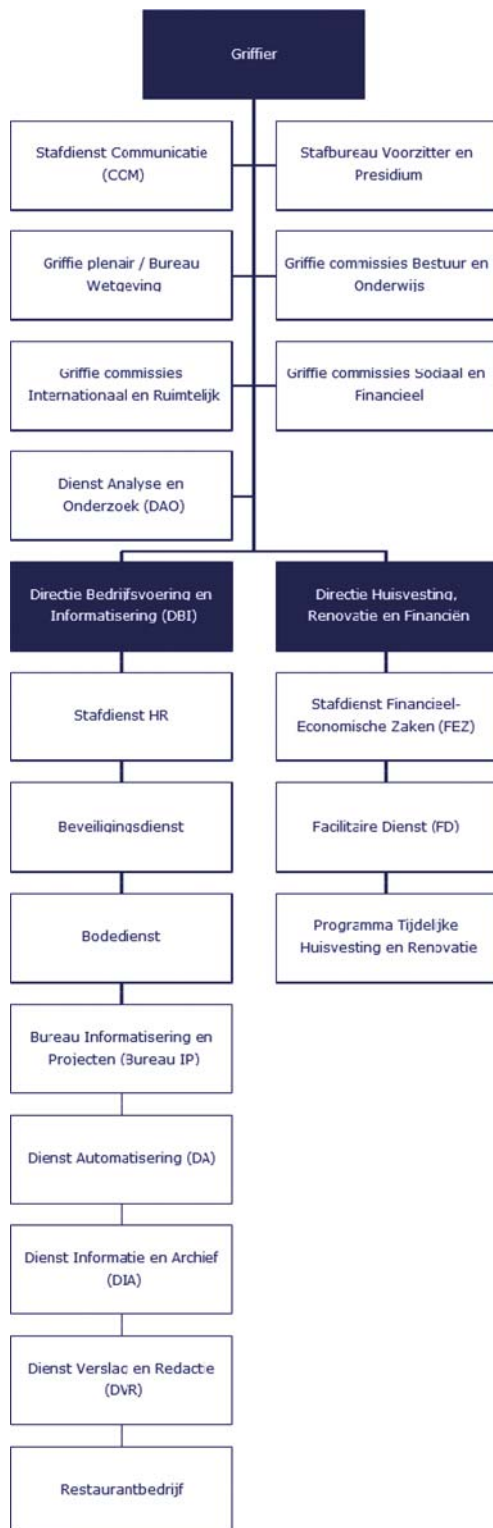 Griffier
Stafdienst Communicatie
(CCM)
Stafbureau Voorzitter en
Presidium
Griffie plenair / Bureau
Wetgeving
Griffie commissies Bestuur en
Onderwijs
Griffie commissies
Internationaal en Ruimtelijk
Griffie commissies Sociaal en
Financieel
Dienst Analyse en
Onderzoek (DAO)
Directie Bedrijfsvoering en
Informatisering (DBI)
Directie Huisvesting,
Renovatie en Financiën
Stafdienst HR
Beveiligingsdienst
Bodedienst
Bureau Informatisering en
Projecten (Bureau IP)
Dienst Automatisering (DA)
Dienst Informatie en Archief
(DIA)
Dienst Verslag en Redactie
(DVR)
Restaurantbedrijf
Stafdienst Financieel-
Economische Zaken (FEZ)
Facilitaire Dienst (FD)
Programma Tijdelijke
Huisvesting en Renovatie